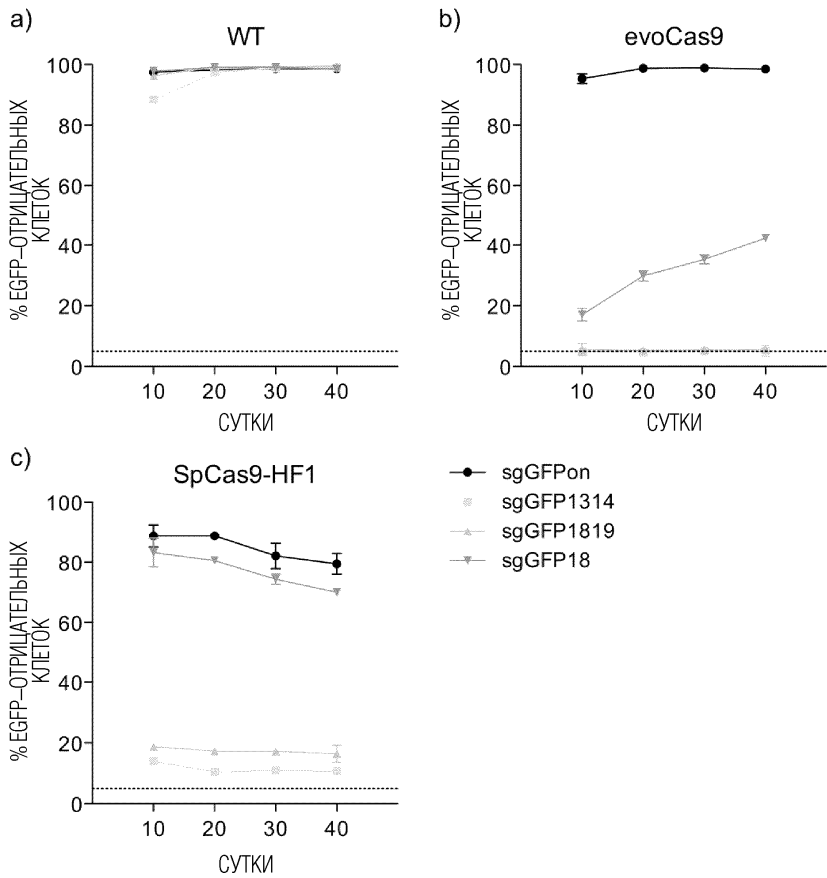 a)
WT
% EGFP–ОТРИЦАТЕЛЬНЫХ
КЛЕТОК
100
80
60
40
20
0
10 20 30 40
СУТКИ
b)
evoCas9
% EGFP–ОТРИЦАТЕЛЬНЫХ
КЛЕТОК
100
80
60
40
20
0
10 20 30 40
СУТКИ
c)
SpCas9-HF1
% EGFP–ОТРИЦАТЕЛЬНЫХ
КЛЕТОК
100
80
60
40
20
0
10 20 30 40
СУТКИ
sgGFPon
sgGFP1314
sgGFP1819
sgGFP18